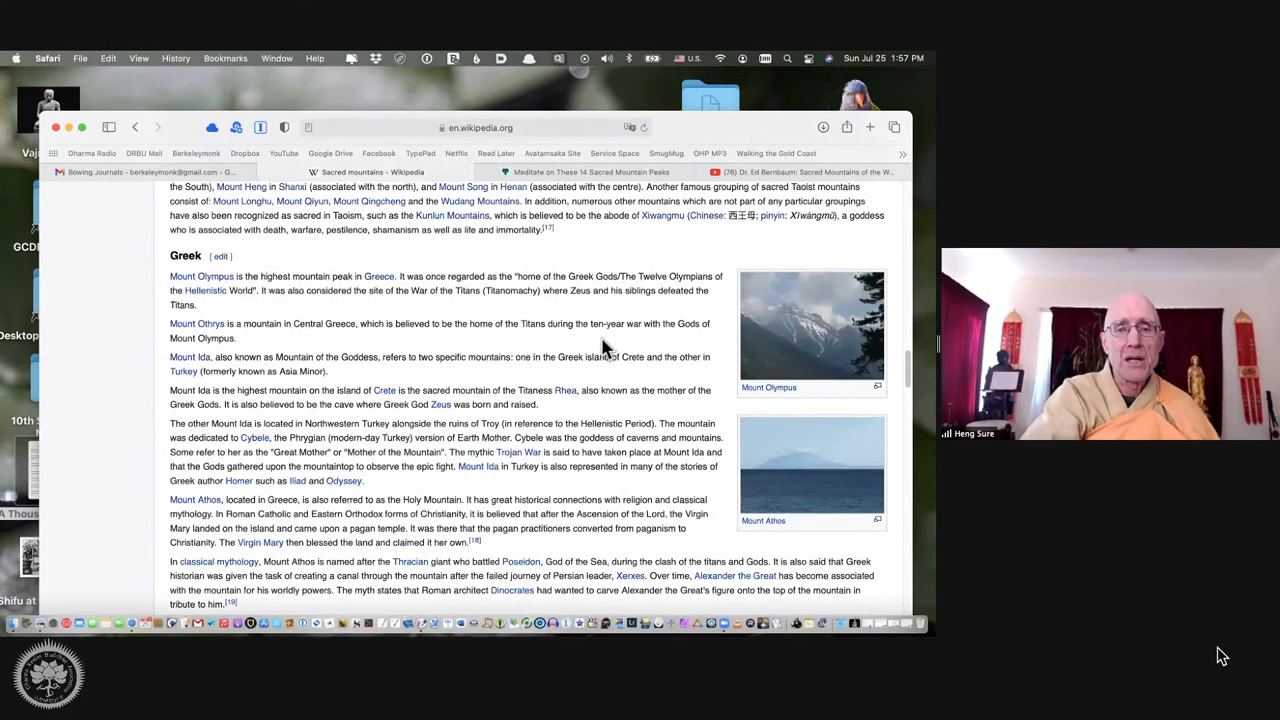 Safari File Edit View History Bookmarks Window Help U.S. Sun Jul 25 1:57 PM
en.wikipedia.org
Dharma Radio DRBU Mail Berkeleymonk Dropbox YouTube Google Drive Facebook TypePad Netflix Read Later Avatamsaka Site Service Space SmugMug OHP MP3 Walking the Gold Coast
Bowing Journals - berkeleymonk@gmail.com - G... Sacred mountains - Wikipedia Meditate on These 14 Sacred Mountain Peaks (76) Dr. Ed Bernbaum: Sacred Mountains of the W...
the South), Mount Heng in Shanxi (associated with the north), and Mount Song in Henan (associated with the centre). Another famous grouping of sacred Taoist mountains
consist of: Mount Longhu, Mount Qiyun, Mount Qingcheng and the Wudang Mountains. In addition, numerous other mountains which are not part of any particular groupings
have also been recognized as sacred in Taoism, such as the Kunlun Mountains, which is believed to be the abode of Xiwangmu (Chinese: 西王母; pinyin: Xīwángmǔ), a goddess
who is associated with death, warfare, pestilence, shamanism as well as life and immortality.[17]
Greek [ edit ]
Mount Olympus is the highest mountain peak in Greece. It was once regarded as the "home of the Greek Gods/The Twelve Olympians of
the Hellenistic World". It was also considered the site of the War of the Titans (Titanomachy) where Zeus and his siblings defeated the
Titans.
Mount Othrys is a mountain in Central Greece, which is believed to be the home of the Titans during the ten-year war with the Gods of
Mount Olympus.
Mount Ida, also known as Mountain of the Goddess, refers to two specific mountains: one in the Greek island of Crete and the other in
Turkey (formerly known as Asia Minor).
Mount Olympus
Mount Ida is the highest mountain on the island of Crete is the sacred mountain of the Titaness Rhea, also known as the mother of the
Greek Gods. It is also believed to be the cave where Greek God Zeus was born and raised.
The other Mount Ida is located in Northwestern Turkey alongside the ruins of Troy (in reference to the Hellenistic Period). The mountain
was dedicated to Cybele, the Phrygian (modern-day Turkey) version of Earth Mother. Cybele was the goddess of caverns and mountains.
Some refer to her as the "Great Mother" or "Mother of the Mountain". The mythic Trojan War is said to have taken place at Mount Ida and
that the Gods gathered upon the mountaintop to observe the epic fight. Mount Ida in Turkey is also represented in many of the stories of
Greek author Homer such as Iliad and Odyssey.
Mount Athos, located in Greece, is also referred to as the Holy Mountain. It has great historical connections with religion and classical
mythology. In Roman Catholic and Eastern Orthodox forms of Christianity, it is believed that after the Ascension of the Lord, the Virgin
Mary landed on the island and came upon a pagan temple. It was there that the pagan practitioners converted from paganism to
Christianity. The Virgin Mary then blessed the land and claimed it her own.[18]
Mount Athos
In classical mythology, Mount Athos is named after the Thracian giant who battled Poseidon, God of the Sea, during the clash of the titans and Gods. It is also said that Greek
historian was given the task of creating a canal through the mountain after the failed journey of Persian leader, Xerxes. Over time, Alexander the Great has become associated
with the mountain for his worldly powers. The myth states that Roman architect Dinocrates had wanted to carve Alexander the Great's figure onto the top of the mountain in
tribute to him.[19]
GCD
Desktop
10th S
A Thous
Shifu at
Heng Sure